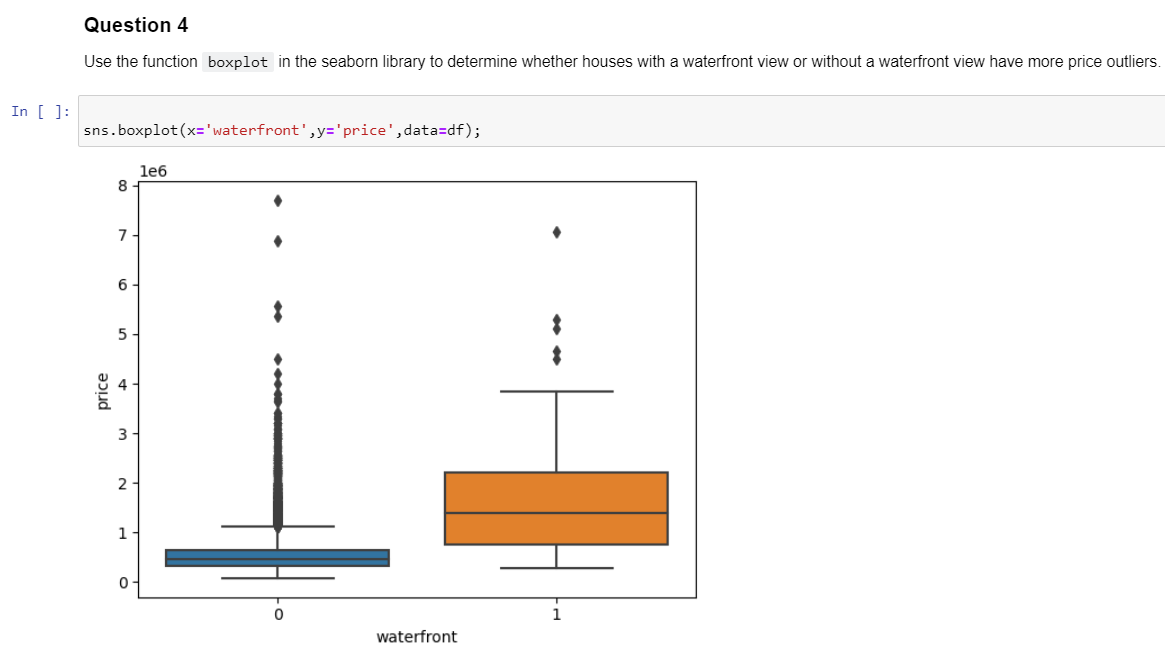 Question 4
Use the function boxplot in the seaborn library to determine whether houses with a waterfront view or without a waterfront view have more price outliers.
In [ ]:
sns.boxplot(x='waterfront',y='price',data=df);
1e6
8
7
6
5
4
price
3
2
1
0
0 1
waterfront